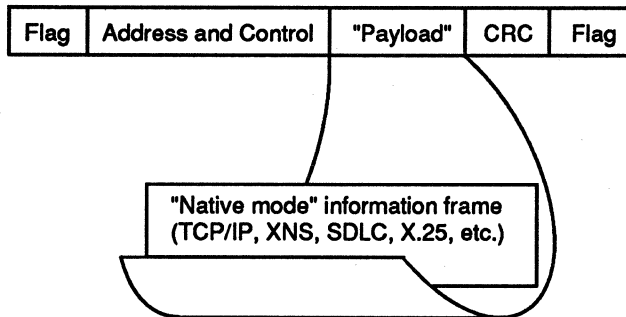 Flag Address and Control "Payload" CRC Flag
"Native mode" information frame
(TCP/IP, XNS, SDLC, X.25, etc.)